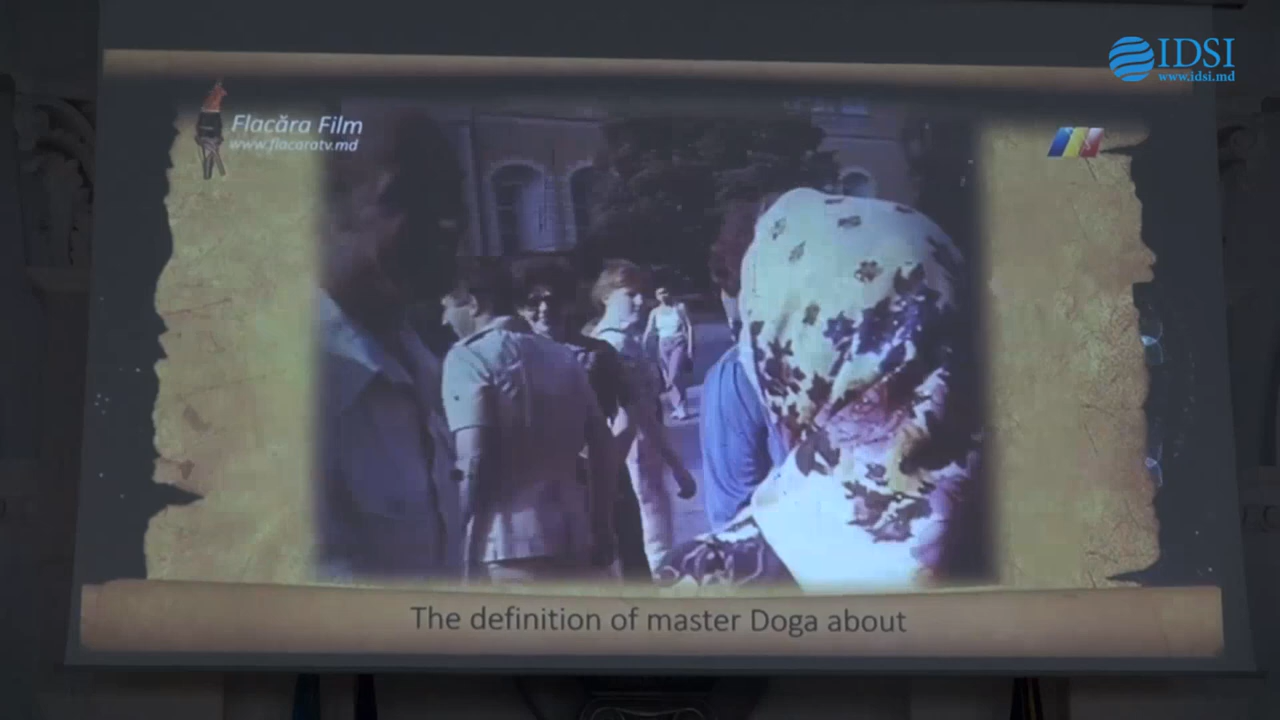 IDSI
www.idsi.md
Flacăra Film
www.flacaratv.md
The definition of master Doga about